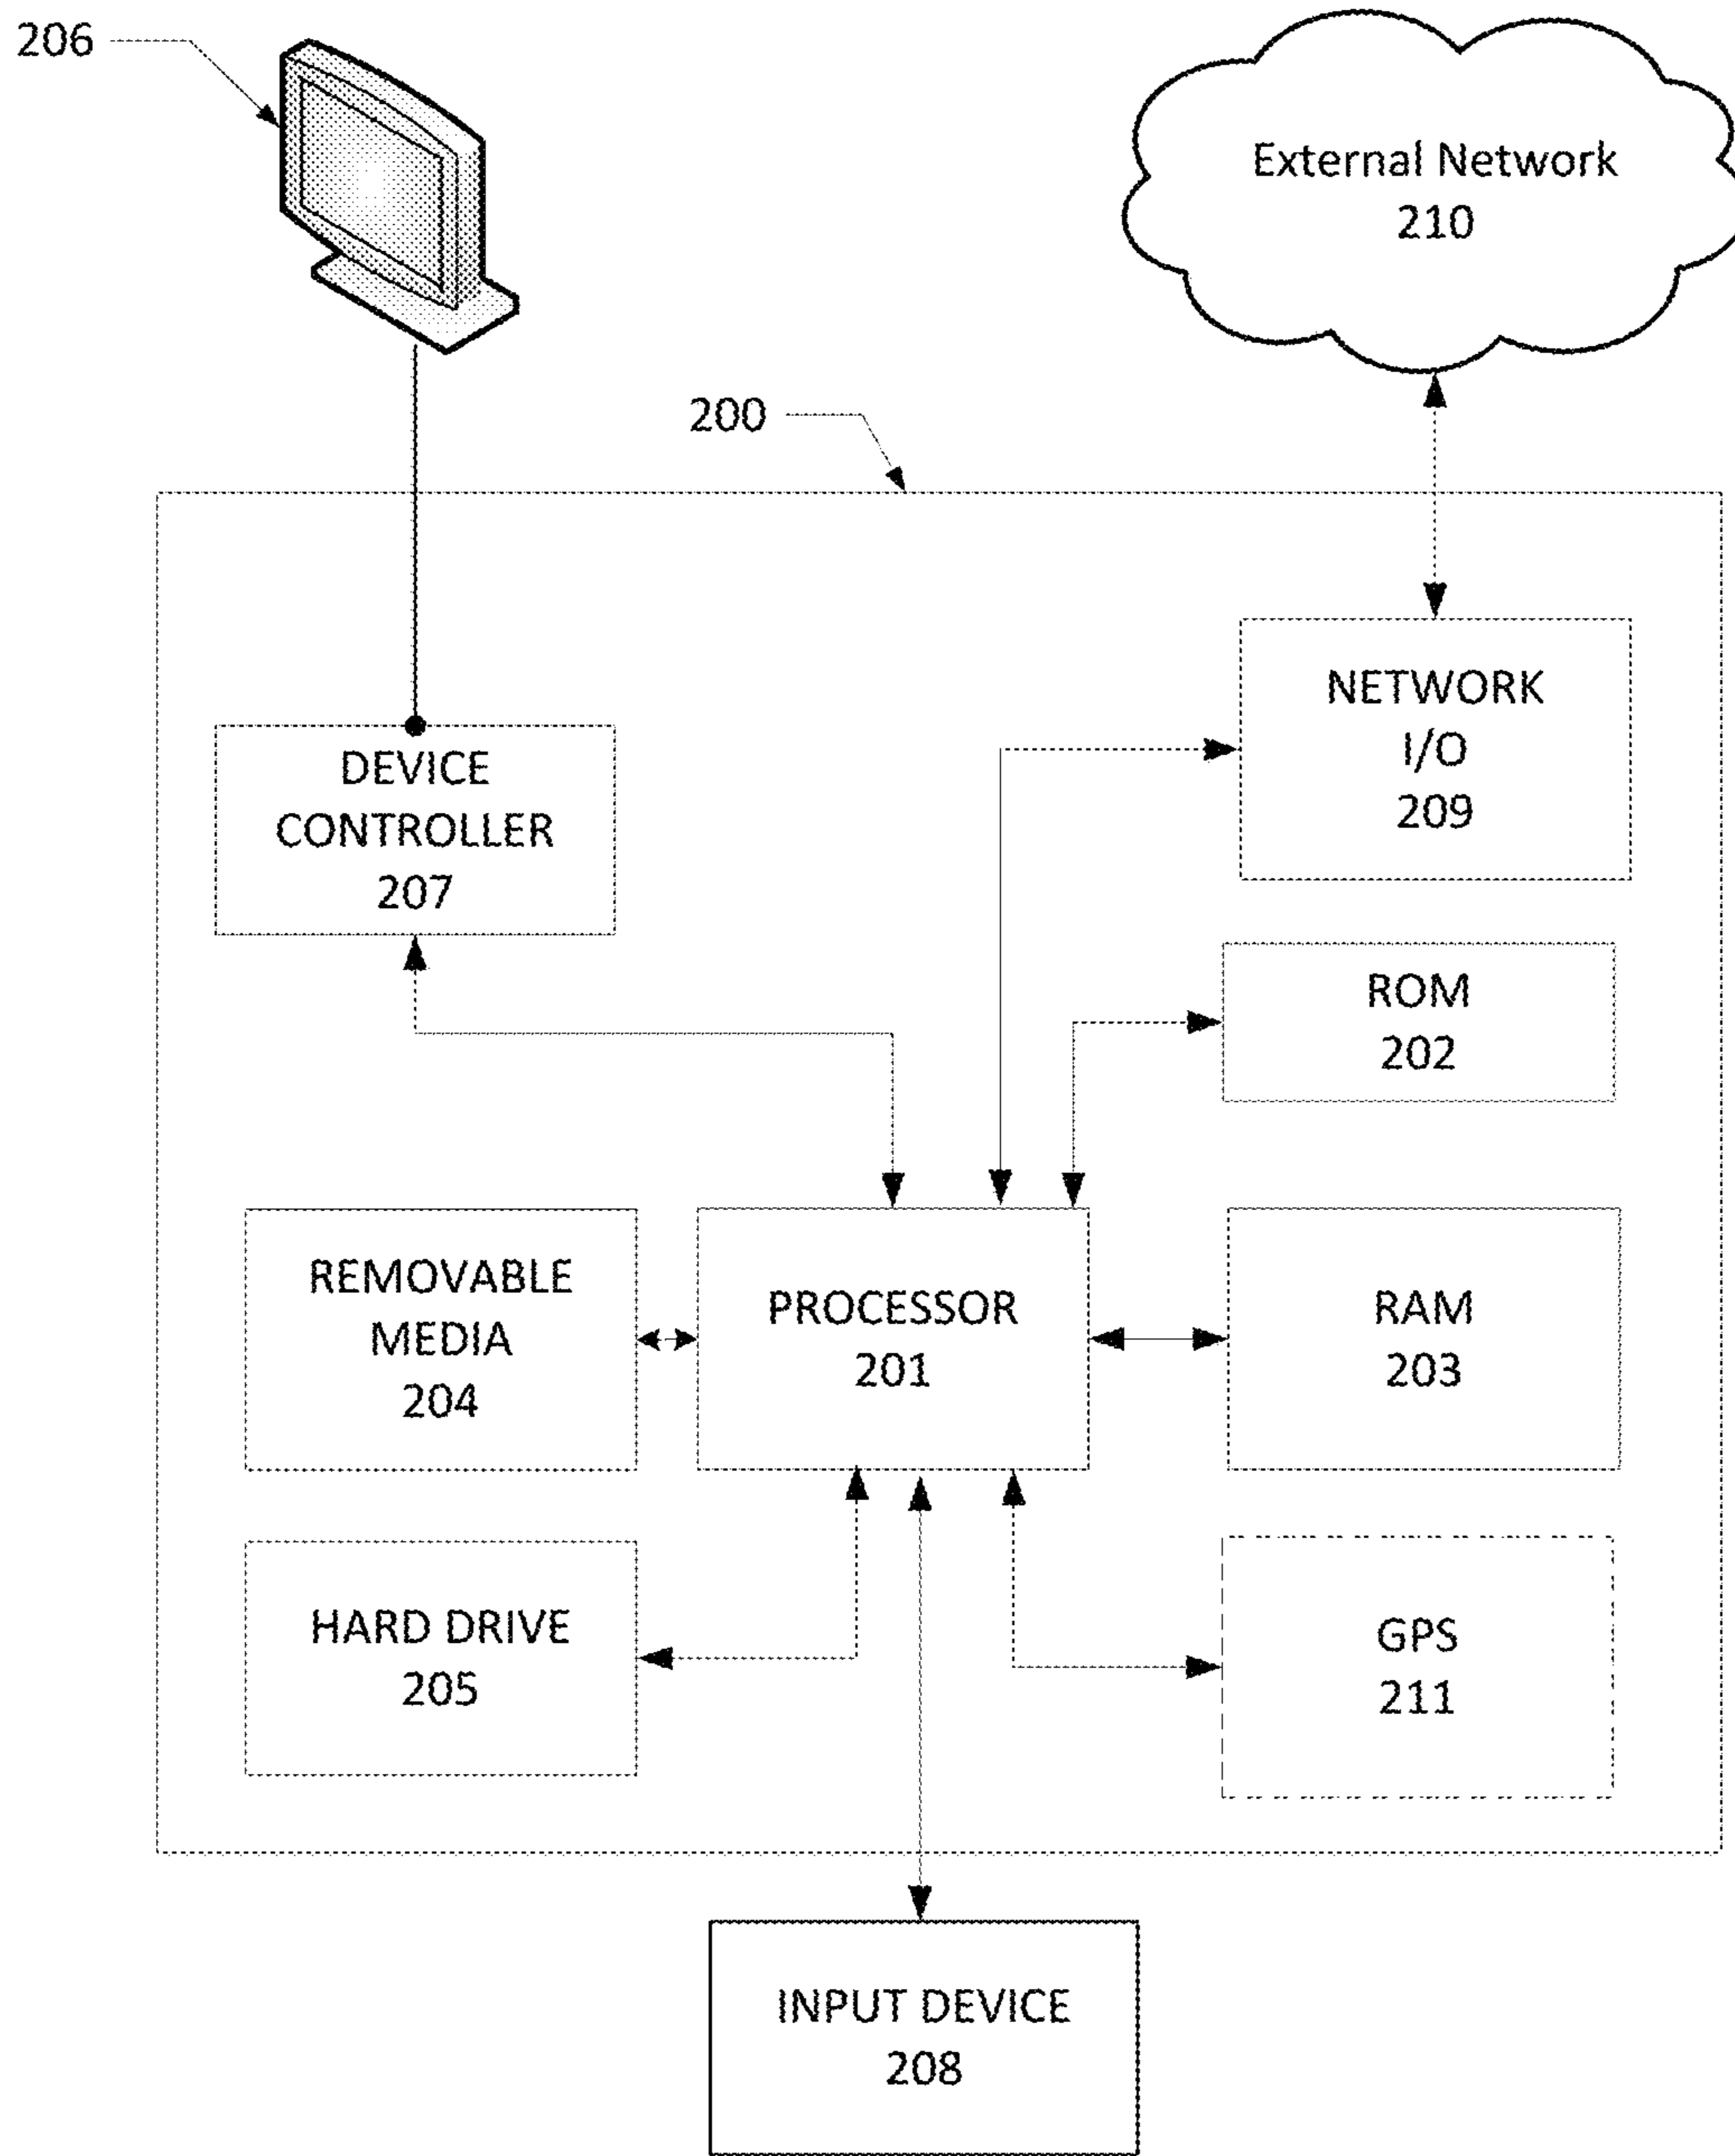 206
External Network
210
200
NETWORK
I/O
209
DEVICE
CONTROLLER
207
ROM
202
REMOVABLE
MEDIA
204
PROCESSOR
201
RAM
203
HARD DRIVE
205
GPS
211
INPUT DEVICE
208